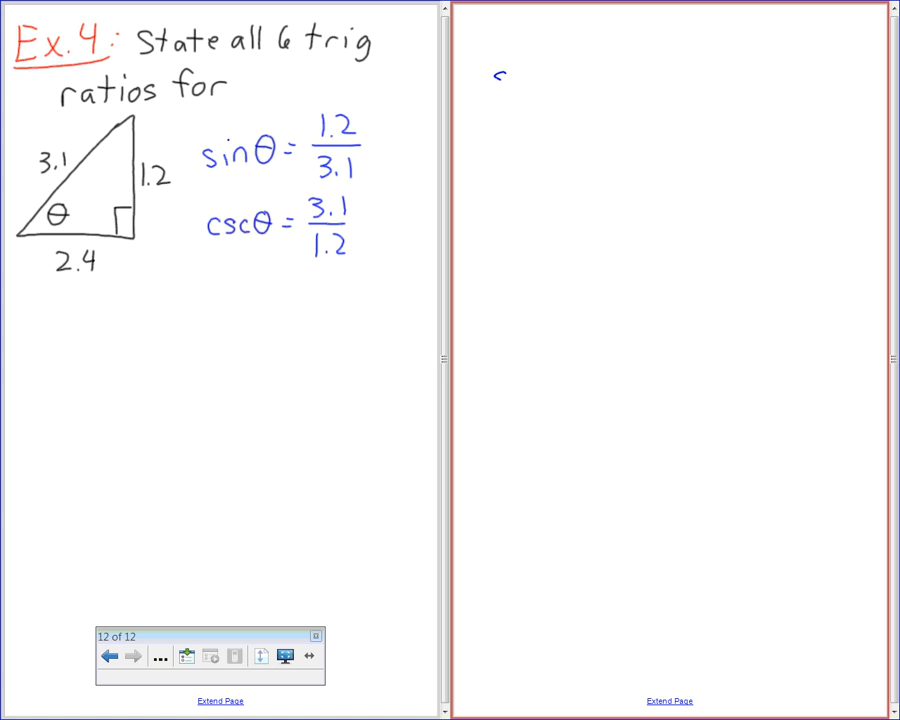 Ex. 4: State all 6 trig
ratios for
3.1
1.2
θ
2.4
sinθ = 1.2/3.1
cscθ = 3.1/1.2
12 of 12
...
Extend Page
Extend Page